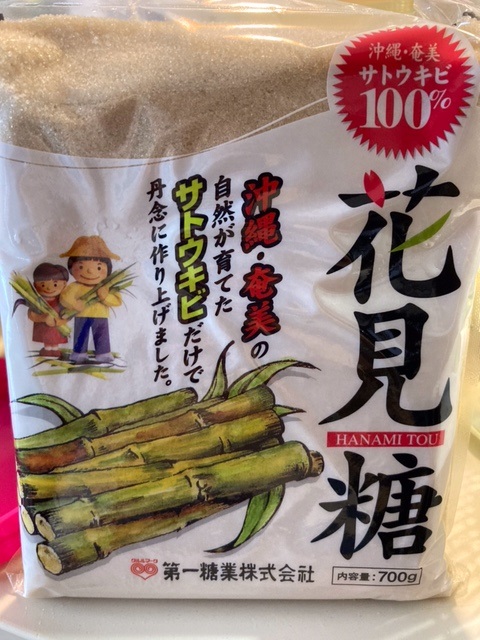 沖縄・奄美
サトウキビ
100%
花見糖
HANAMI TOU
沖縄・奄美の
自然が育てた
サトウキビだけで
丹念に作り上げました。
第一糖業株式会社
内容量:700g